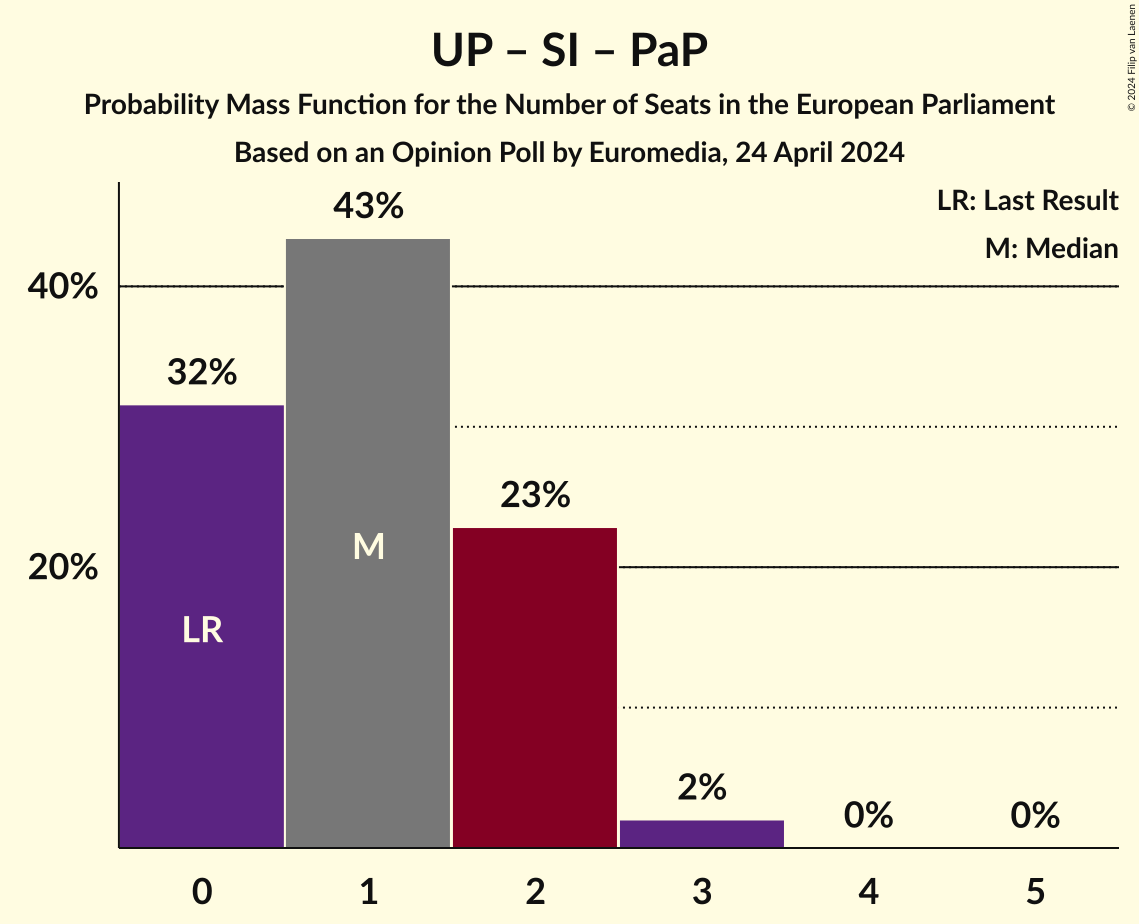 UP – SI – PaP
Probability Mass Function for the Number of Seats in the European Parliament
Based on an Opinion Poll by Euromedia, 24 April 2024
© 2024 Filip van Laenen
LR: Last Result
M: Median
43%
40%
32%
23%
20%
M
LR
2%
0%
0%
0
1
2
3
4
5